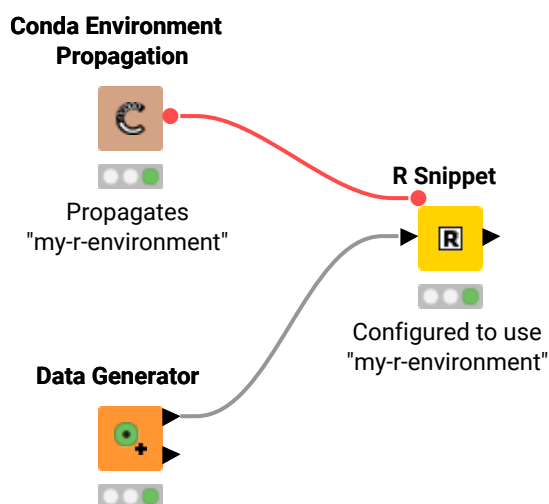 Conda Environment
Propagation
Propagates
"my-r-environment"
R Snippet
R
Configured to use
"my-r-environment"
Data Generator